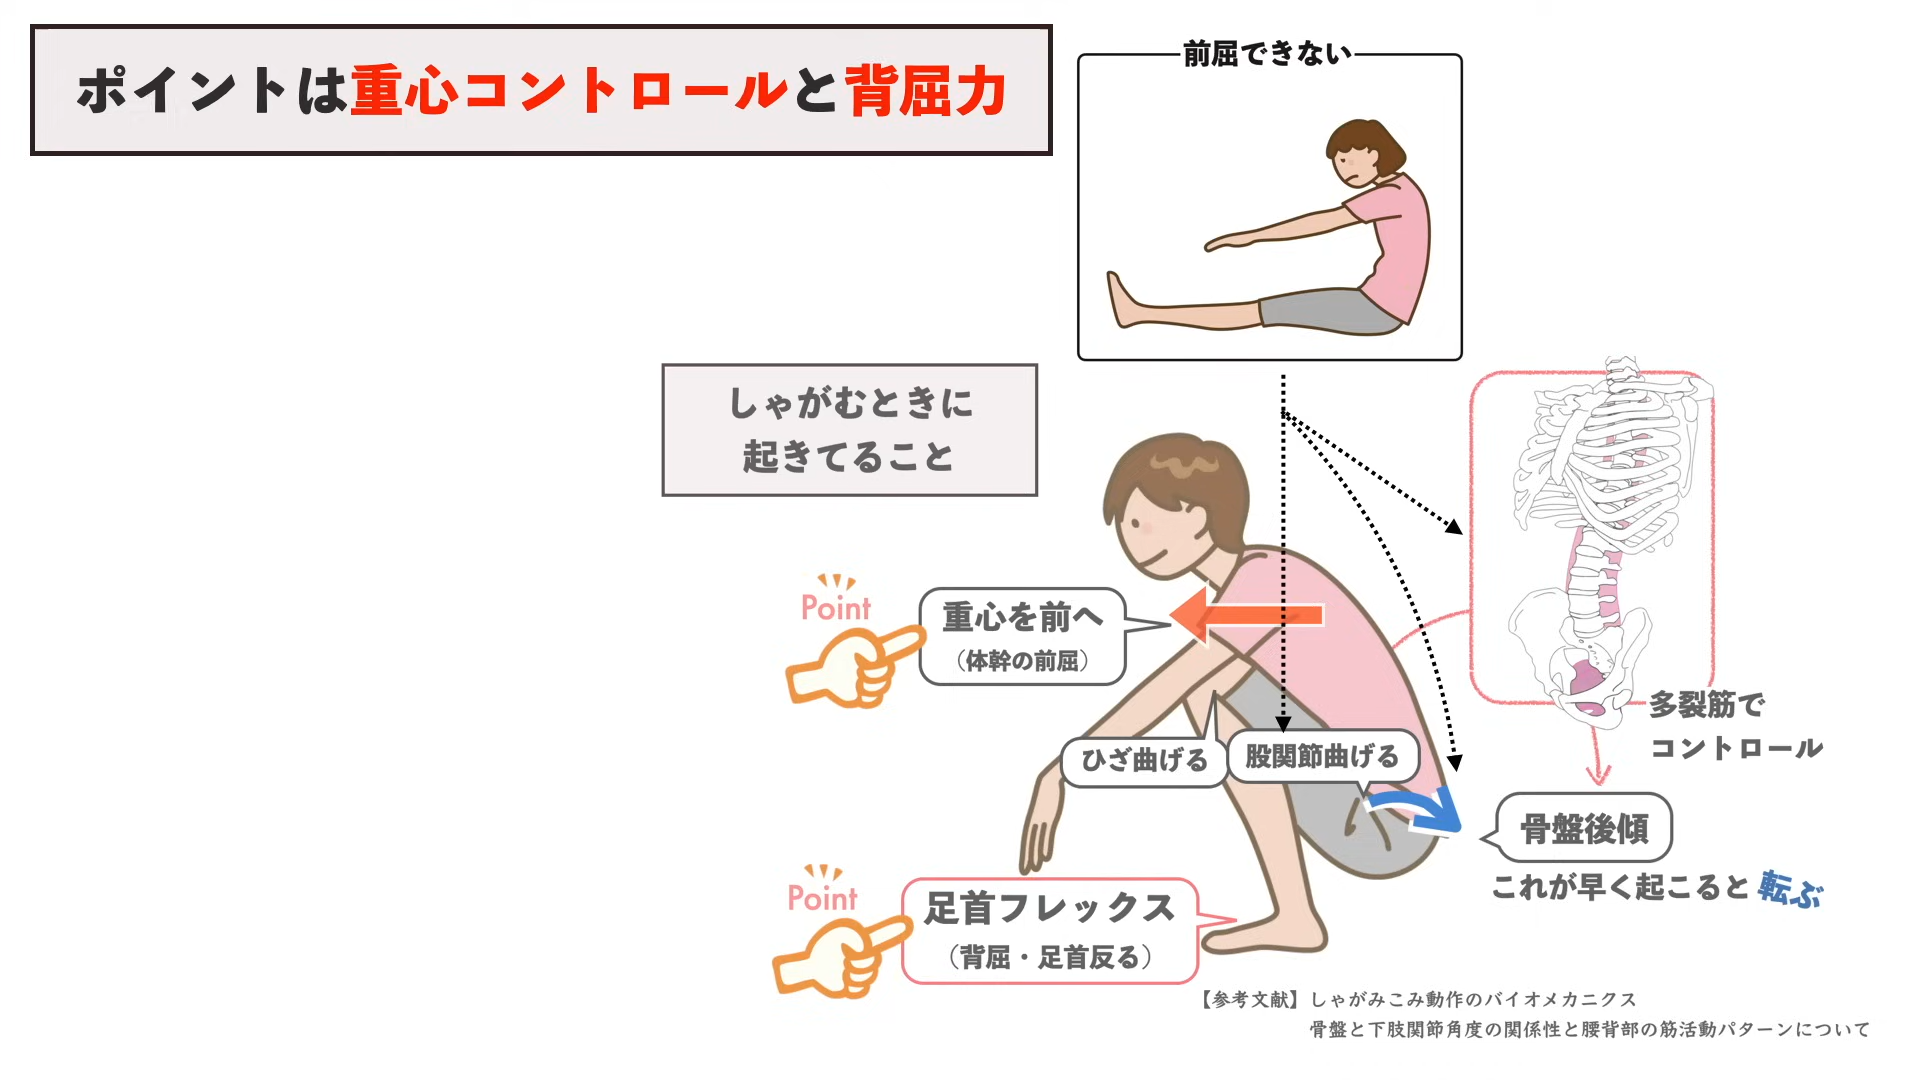 ポイントは重心コントロールと背屈力
前屈できない
しゃがむときに
起きてること
Point
重心を前へ
（体幹の前屈）
ひざ曲げる
股関節曲げる
多裂筋で
コントロール
骨盤後傾
これが早く起こると 転ぶ
Point
足首フレックス
（背屈・足首反る）
【参考文献】しゃがみこみ動作のバイオメカニクス
骨盤と下肢関節角度の関係性と腰背部の筋活動パターンについて